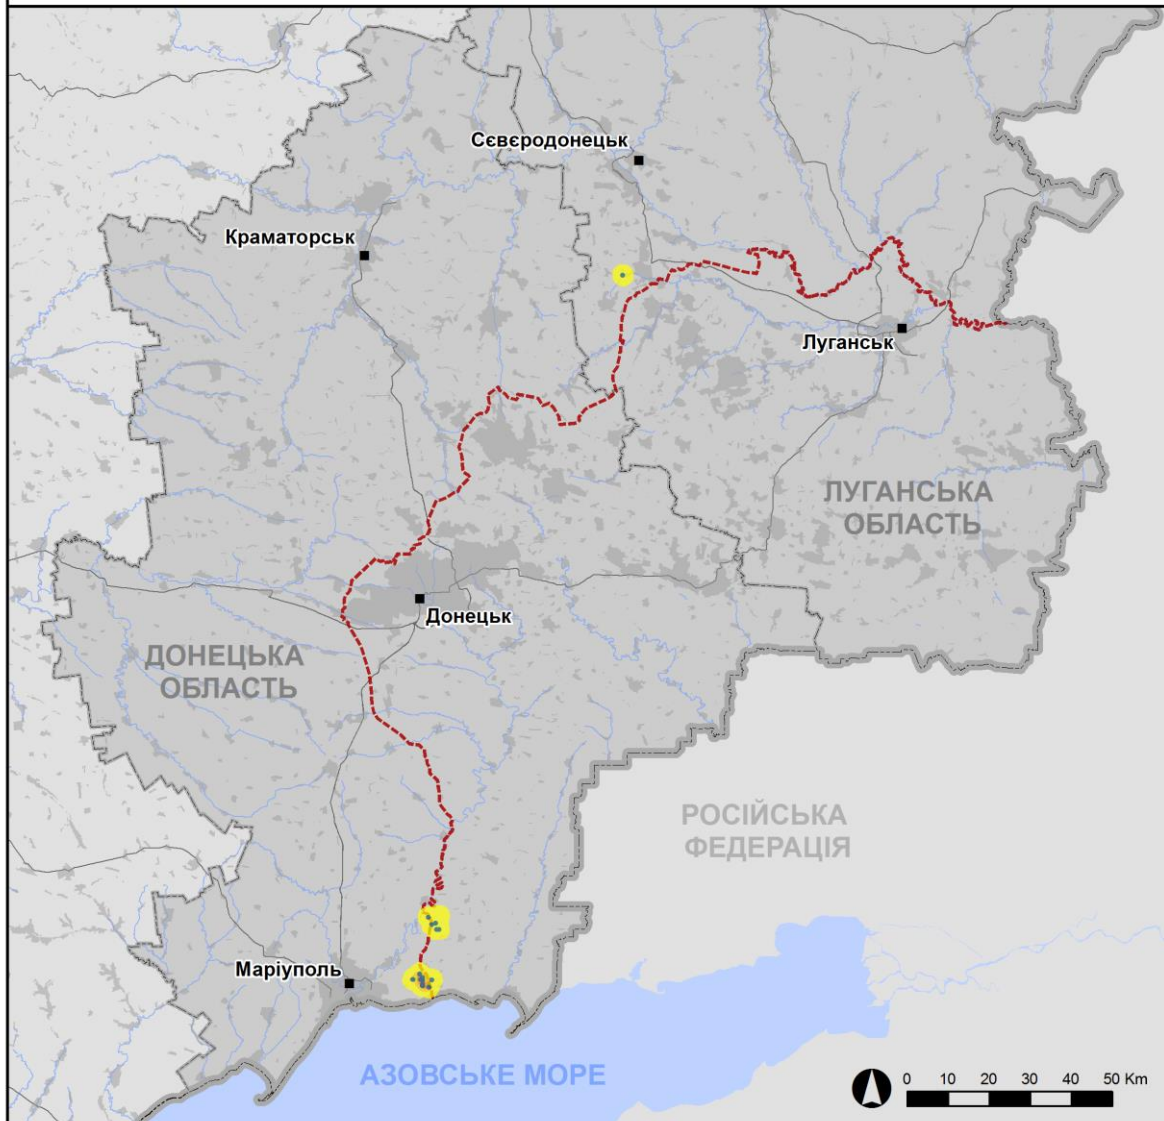 Сєвєродонецьк
Краматорськ
Луганськ
ЛУГАНСЬКА
ОБЛАСТЬ
Донецьк
ДОНЕЦЬКА
ОБЛАСТЬ
РОСІЙСЬКА
ФЕДЕРАЦІЯ
Маріуполь
АЗОВСЬКЕ МОРЕ
0 10 20 30 40 50 Km